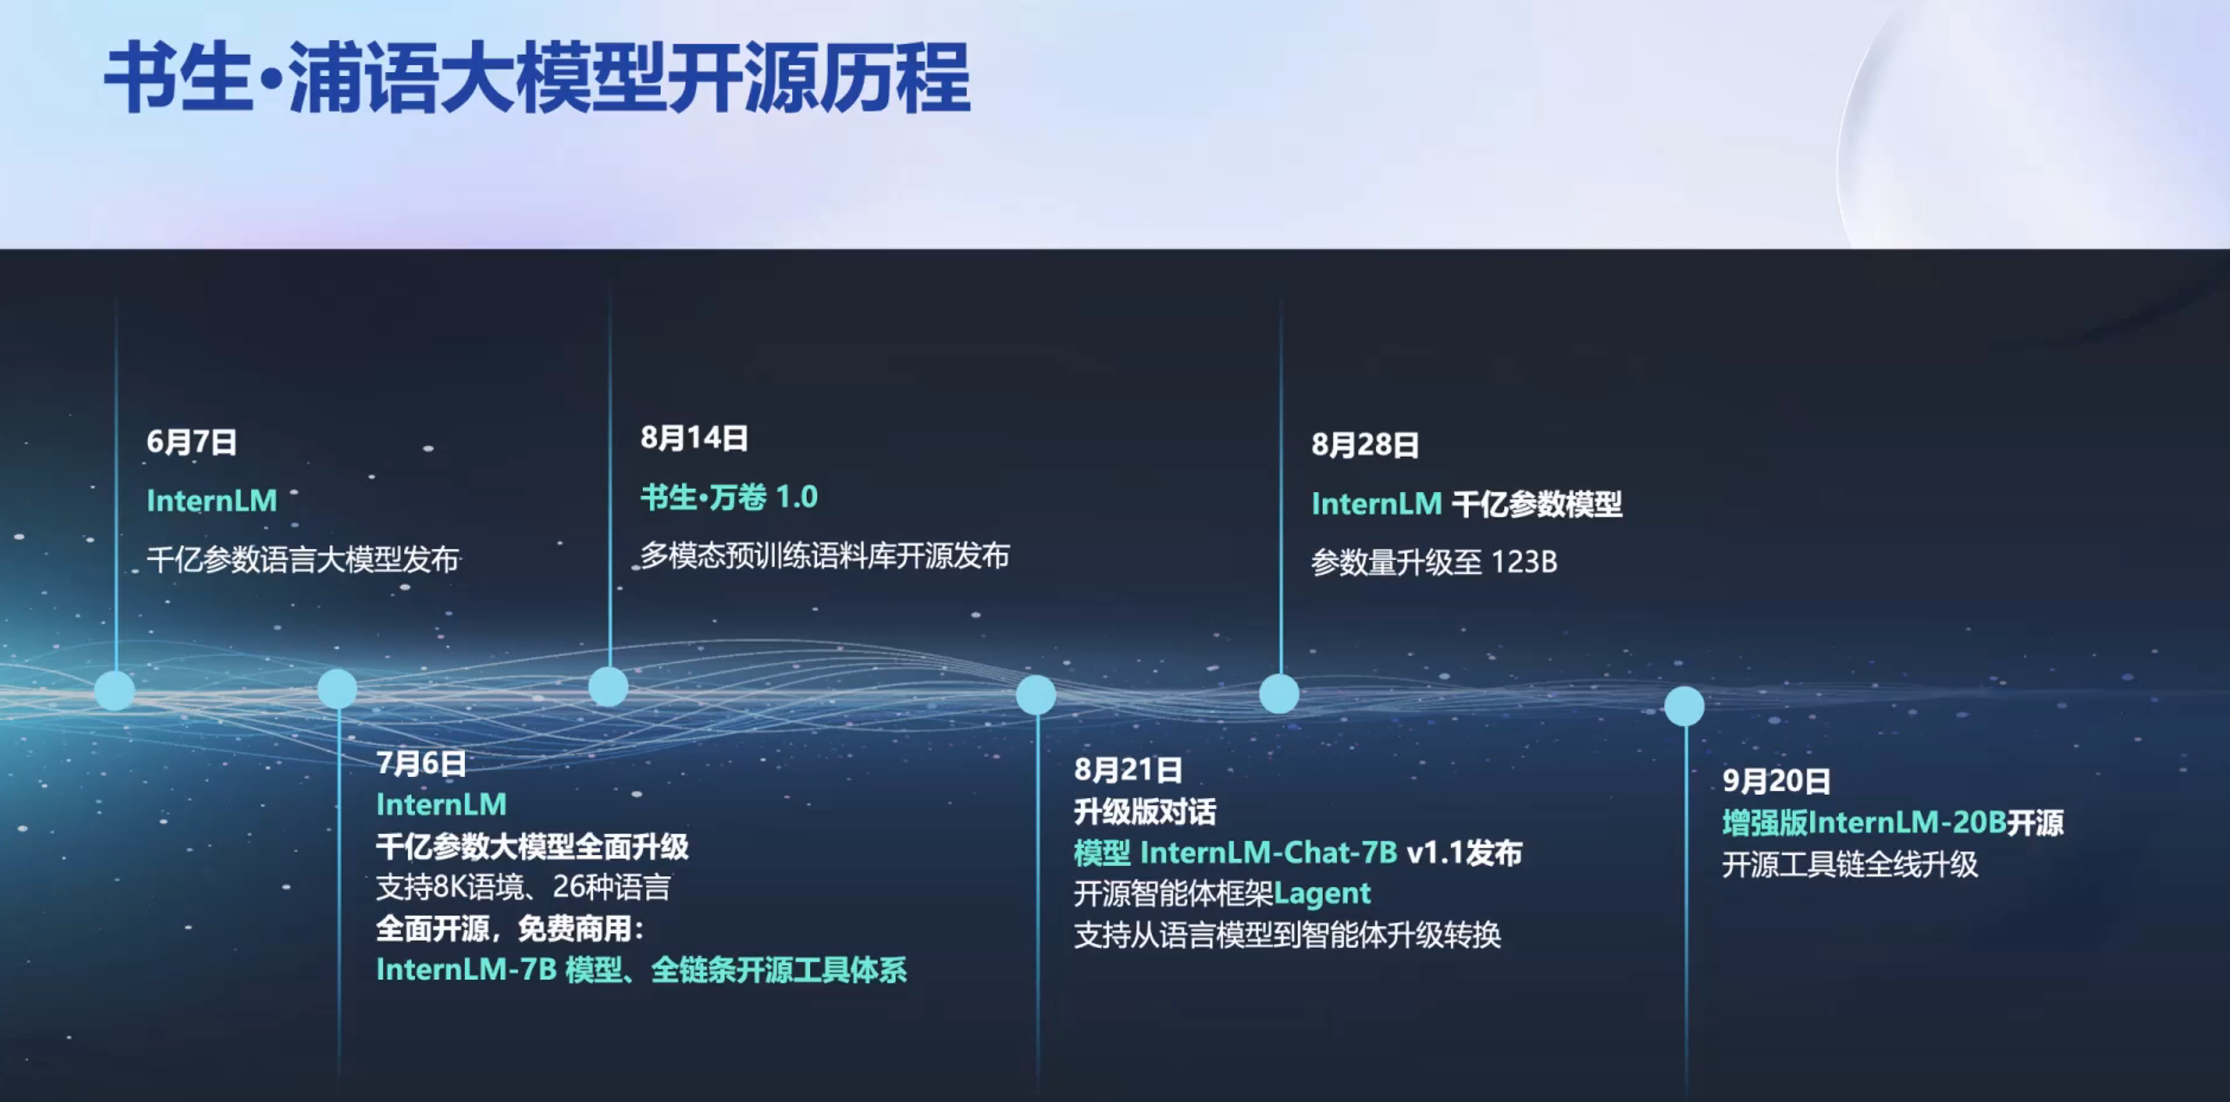 书生·浦语大模型开源历程
6月7日
InternLM
千亿参数语言大模型发布
7月6日
InternLM
千亿参数大模型全面升级
支持8K语境、26种语言
全面开源，免费商用：
InternLM-7B 模型、全链条开源工具体系
8月14日
书生·万卷 1.0
多模态预训练语料库开源发布
8月21日
升级版对话
模型 InternLM-Chat-7B v1.1发布
开源智能体框架Lagent
支持从语言模型到智能体升级转换
8月28日
InternLM 千亿参数模型
参数量升级至 123B
9月20日
增强版InternLM-20B开源
开源工具链全线升级